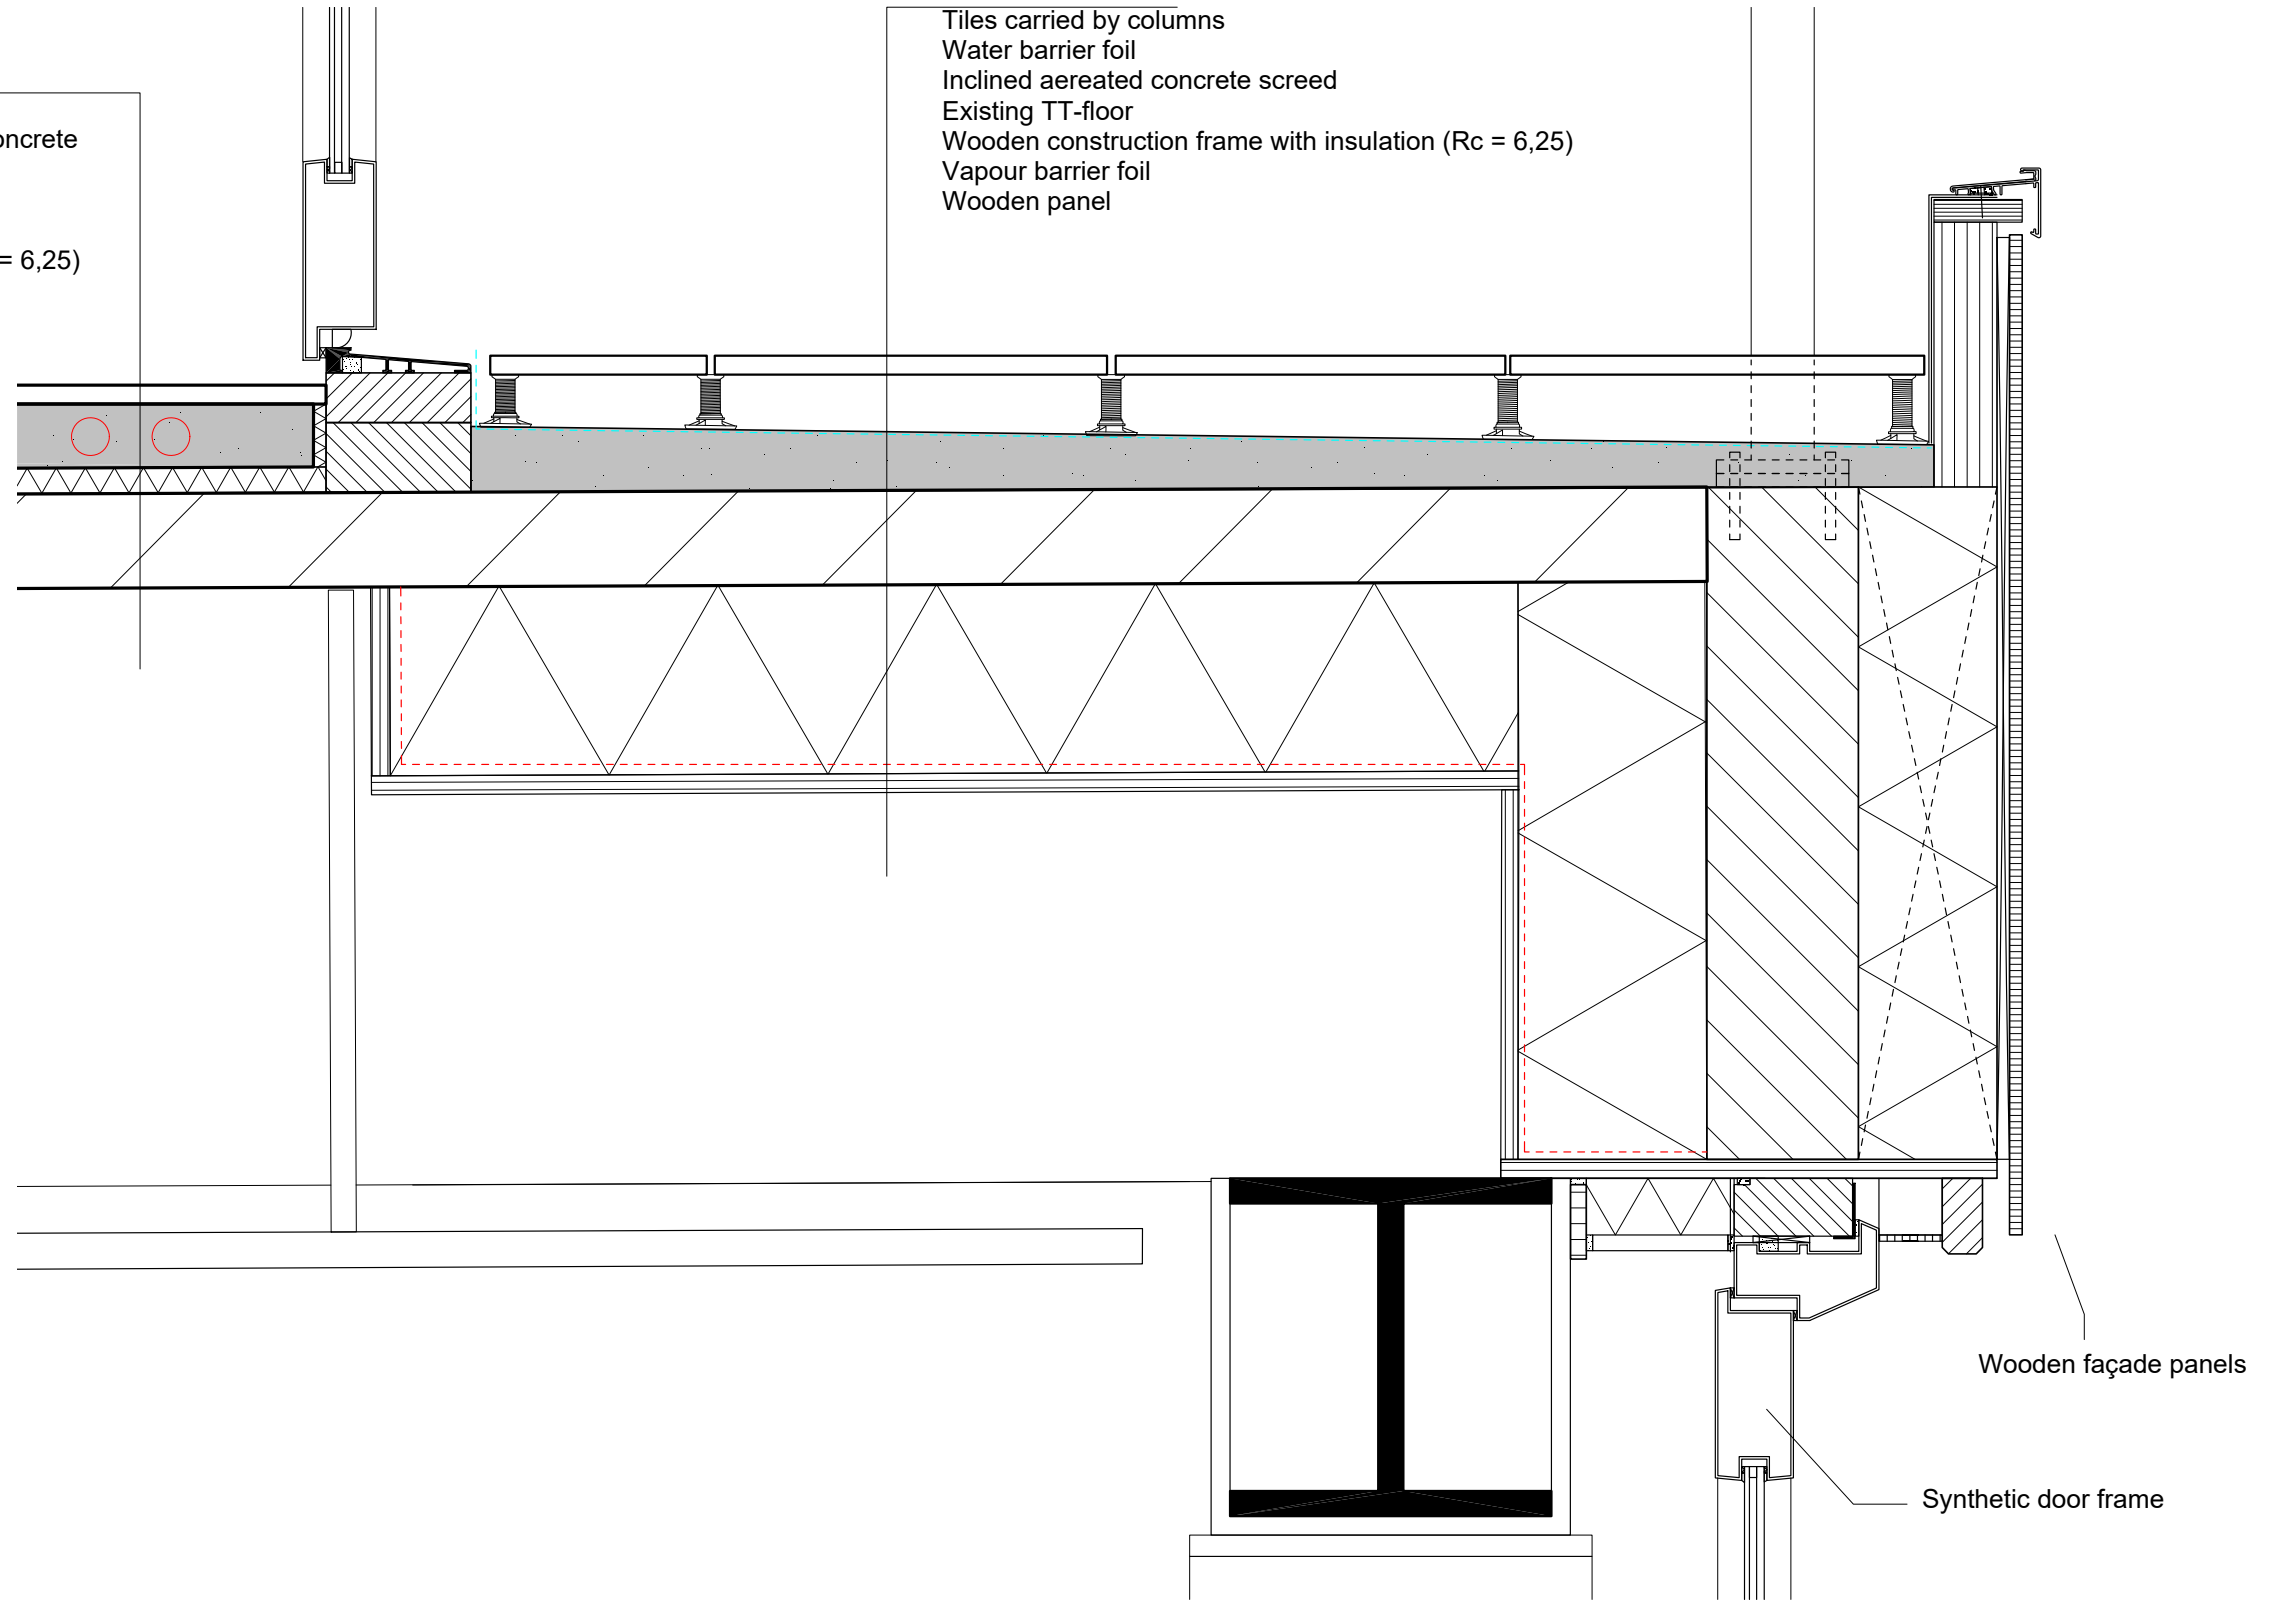 Tiles carried by columns
Water barrier foil
Inclined aereated concrete screed
Existing TT-floor
Wooden construction frame with insulation (Rc = 6,25)
Vapour barrier foil
Wooden panel
oncrete
= 6,25)
Wooden façade panels
Synthetic door frame